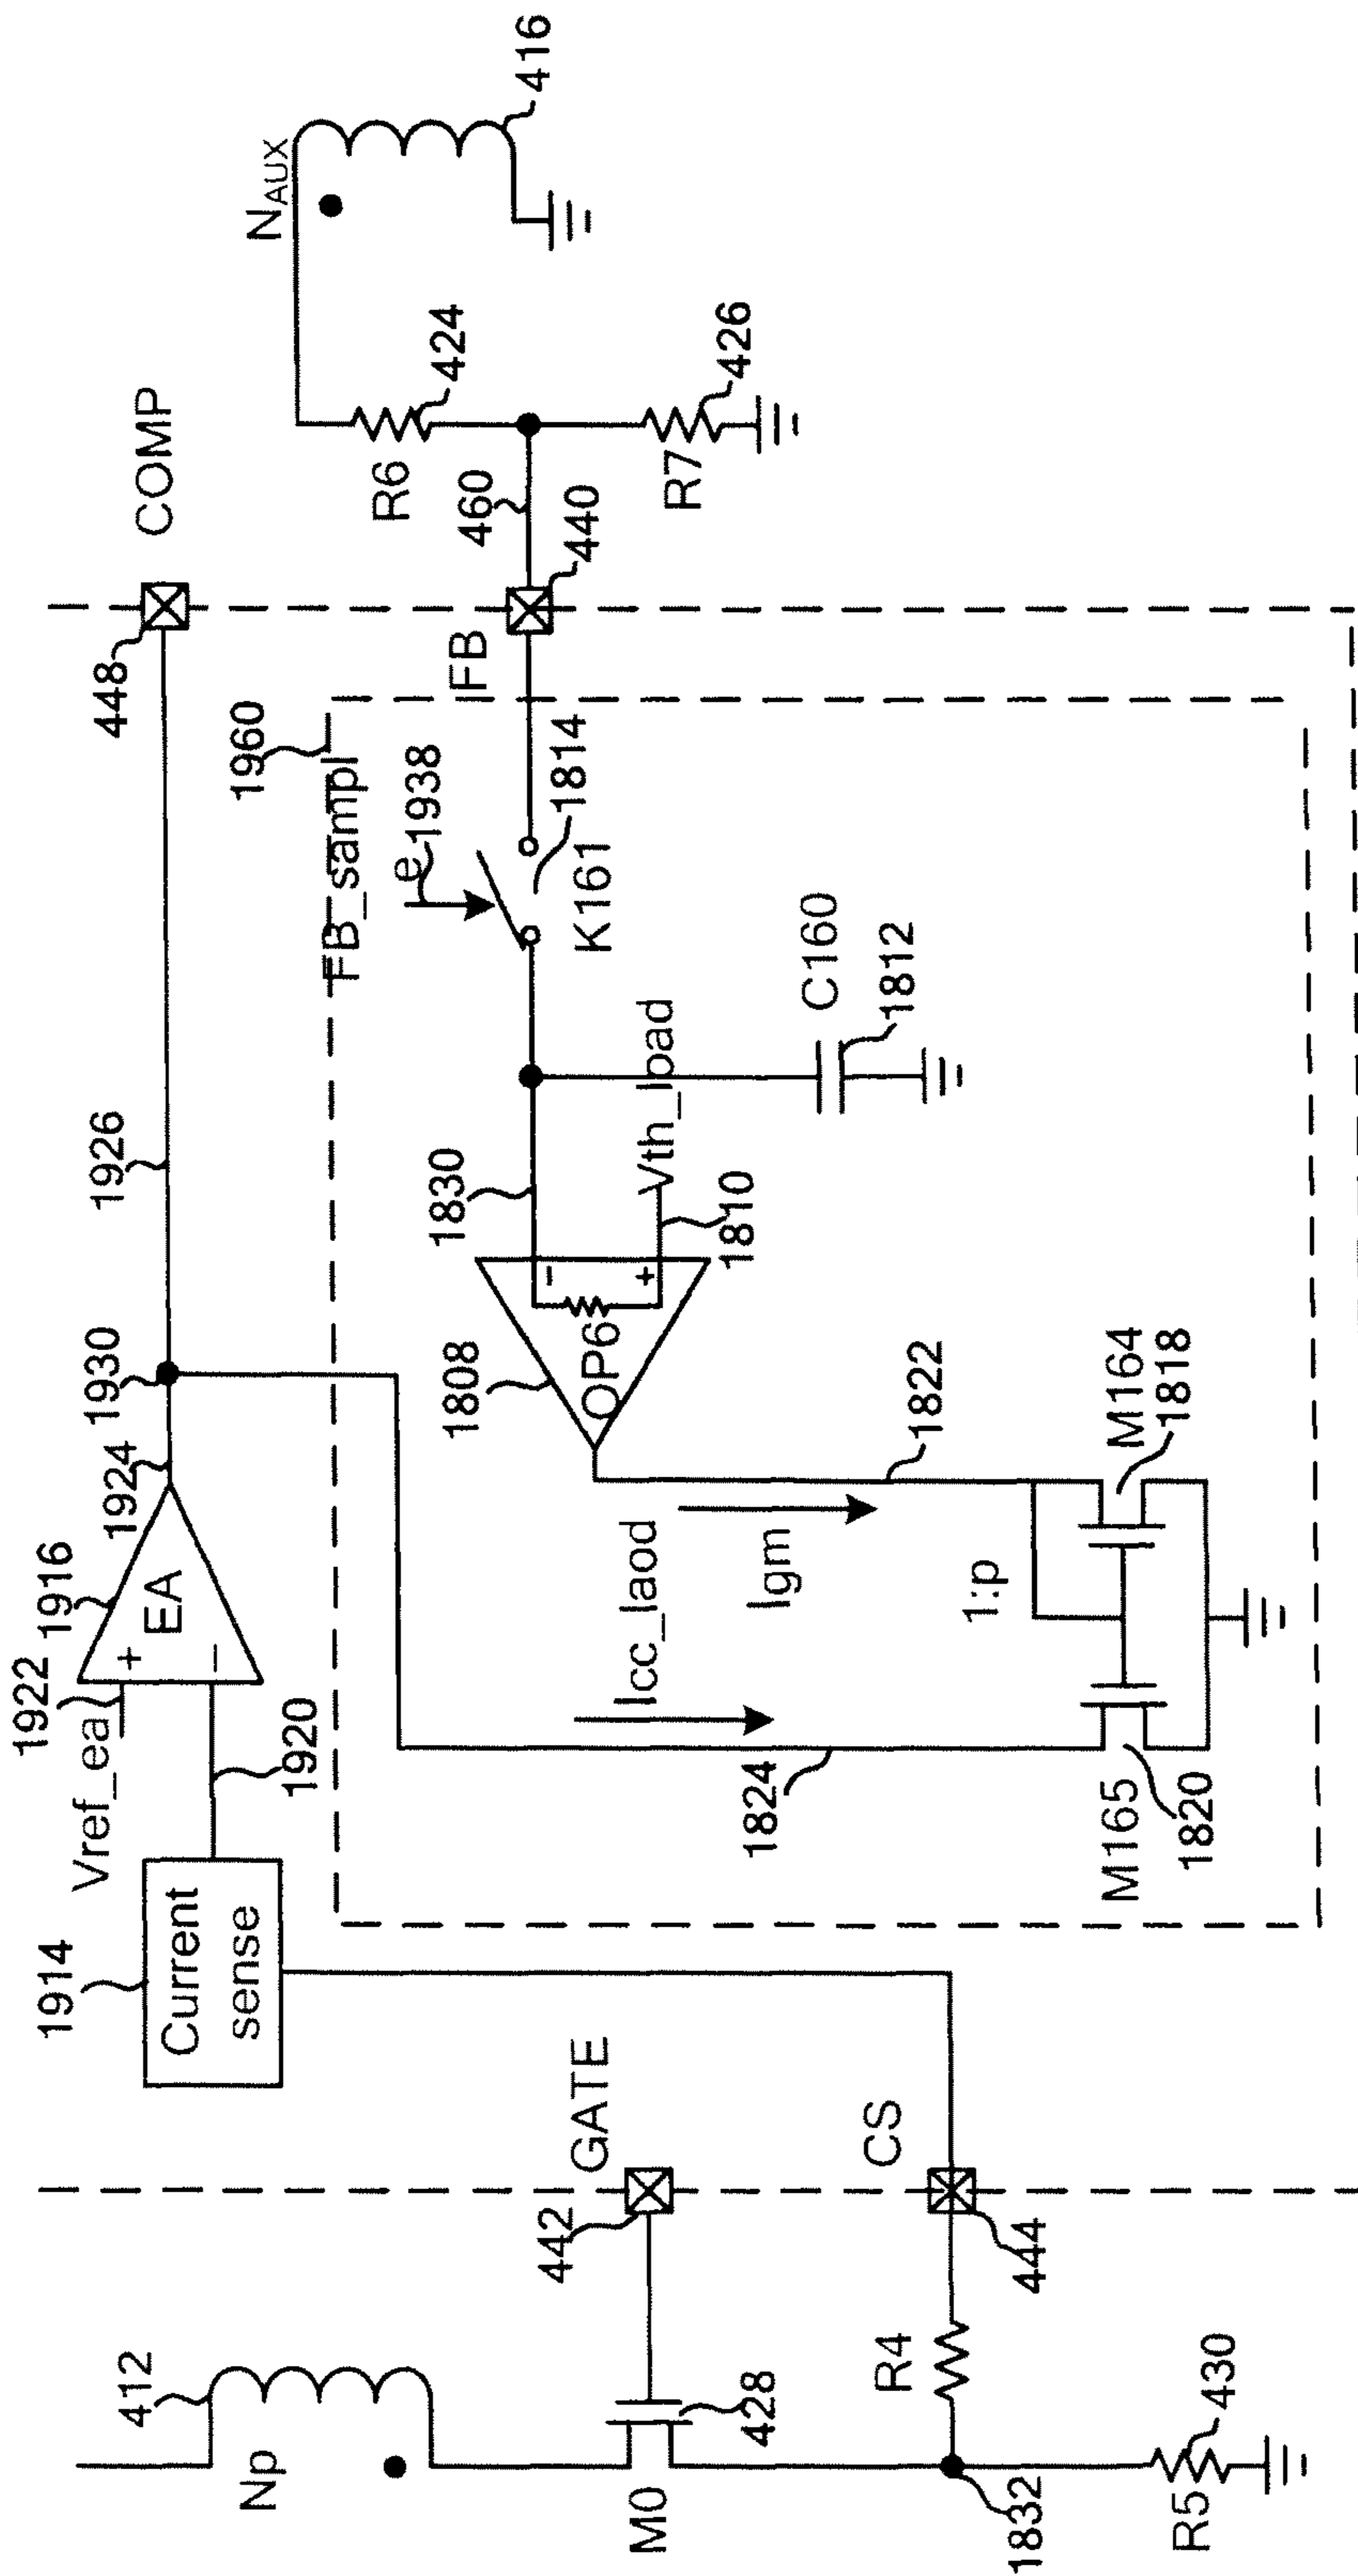 412
Np
M0
428
442
GATE
R4
CS
444
1832
R5
430
1914
Current
sense
Vref_ea
1922
1920
1916
+
EA
−
1924
1930
1926
448
COMP
1960
FB_sampl
e
1938
K161
1814
FB
440
460
R6
424
R7
426
NAUX
416
1830
1808
OP6
-
+
1810
Vth_load
C160
1812
Icc_laod
1824
Igm
1822
1:p
M165
1820
M164
1818